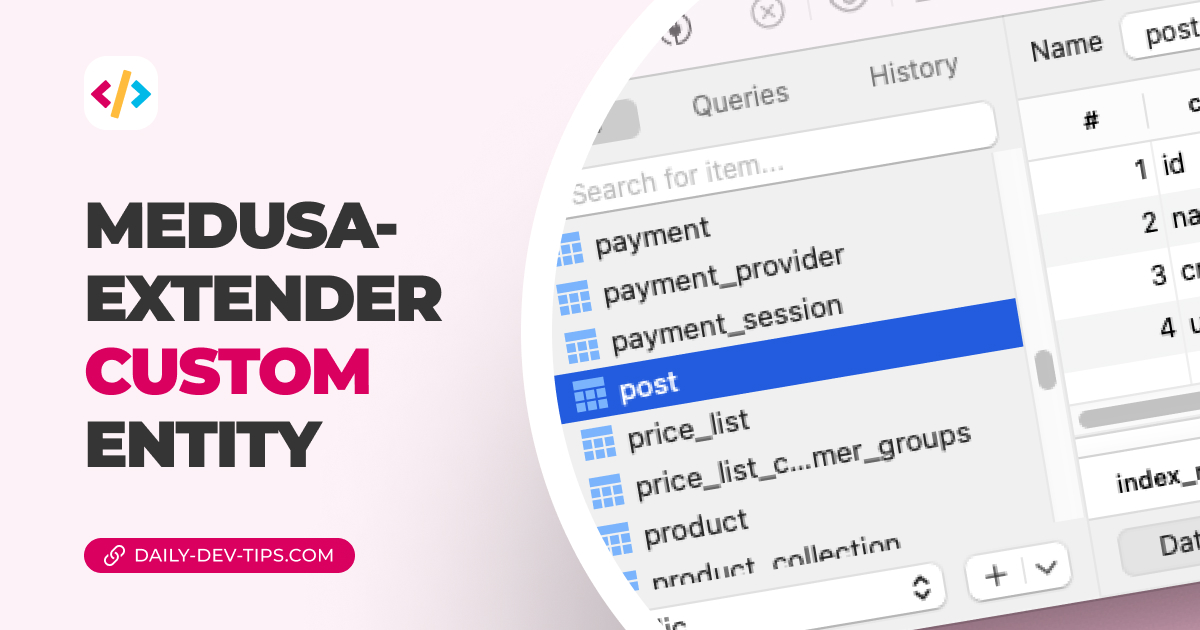 MEDUSA-
EXTENDER
CUSTOM
ENTITY
DAILY-DEV-TIPS.COM
Queries
History
Search for item...
payment
payment_provider
payment_session
post
price_list
price_list_c...mer_groups
product
product_collection
Name
post
#
1 id
2 na
3 cr
4 u
index_
Dat